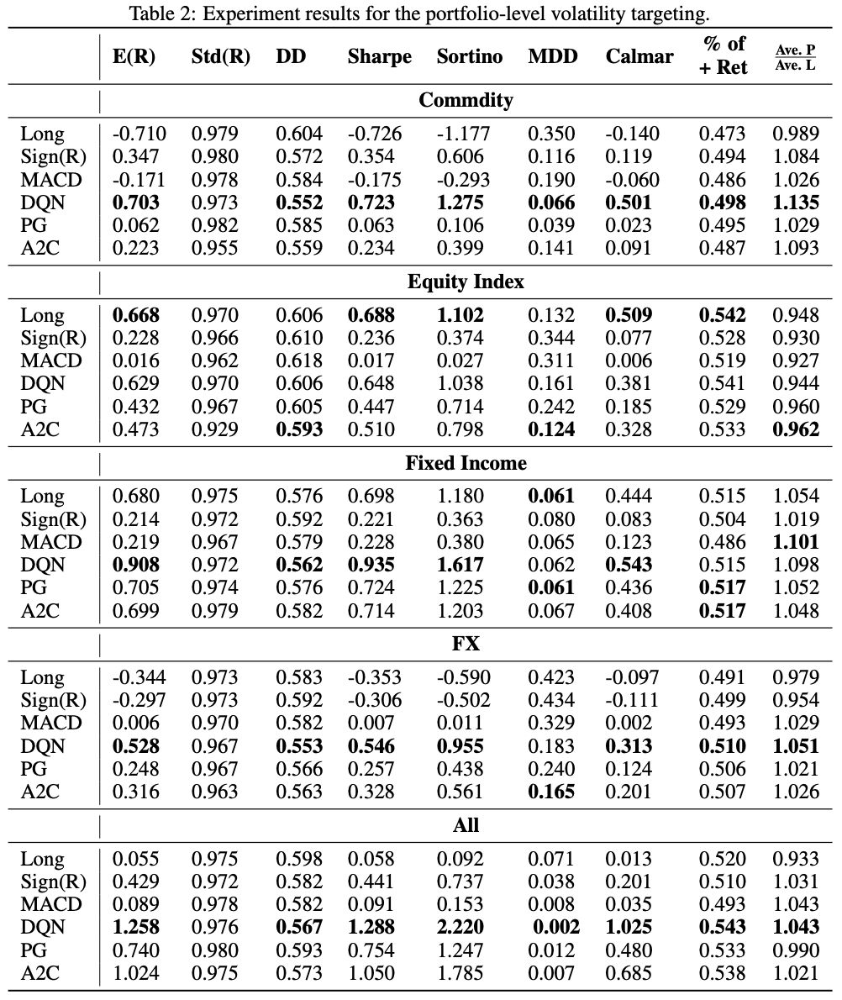 Table 2: Experiment results for the portfolio-level volatility targeting.
E(R) Std(R) DD Sharpe Sortino MDD Calmar % of + Ret Ave. P / Ave. L
Commdity
Long -0.710 0.979 0.604 -0.726 -1.177 0.350 -0.140 0.473 0.989
Sign(R) 0.347 0.980 0.572 0.354 0.606 0.116 0.119 0.494 1.084
MACD -0.171 0.978 0.584 -0.175 -0.293 0.190 -0.060 0.486 1.026
DQN 0.703 0.973 0.552 0.723 1.275 0.066 0.501 0.498 1.135
PG 0.062 0.982 0.585 0.063 0.106 0.039 0.023 0.495 1.029
A2C 0.223 0.955 0.559 0.234 0.399 0.141 0.091 0.487 1.093
Equity Index
Long 0.668 0.970 0.606 0.688 1.102 0.132 0.509 0.542 0.948
Sign(R) 0.228 0.966 0.610 0.236 0.374 0.344 0.077 0.528 0.930
MACD 0.016 0.962 0.618 0.017 0.027 0.311 0.006 0.519 0.927
DQN 0.629 0.970 0.606 0.648 1.038 0.161 0.381 0.541 0.944
PG 0.432 0.967 0.605 0.447 0.714 0.242 0.185 0.529 0.960
A2C 0.473 0.929 0.593 0.510 0.798 0.124 0.328 0.533 0.962
Fixed Income
Long 0.680 0.975 0.576 0.698 1.180 0.061 0.444 0.515 1.054
Sign(R) 0.214 0.972 0.592 0.221 0.363 0.080 0.083 0.504 1.019
MACD 0.219 0.967 0.579 0.228 0.380 0.065 0.123 0.486 1.101
DQN 0.908 0.972 0.562 0.935 1.617 0.062 0.543 0.515 1.098
PG 0.705 0.974 0.576 0.724 1.225 0.061 0.436 0.517 1.052
A2C 0.699 0.979 0.582 0.714 1.203 0.067 0.408 0.517 1.048
FX
Long -0.344 0.973 0.583 -0.353 -0.590 0.423 -0.097 0.491 0.979
Sign(R) -0.297 0.973 0.592 -0.306 -0.502 0.434 -0.111 0.499 0.954
MACD 0.006 0.970 0.582 0.007 0.011 0.329 0.002 0.493 1.029
DQN 0.528 0.967 0.553 0.546 0.955 0.183 0.313 0.510 1.051
PG 0.248 0.967 0.566 0.257 0.438 0.240 0.124 0.506 1.021
A2C 0.316 0.963 0.563 0.328 0.561 0.165 0.201 0.507 1.026
All
Long 0.055 0.975 0.598 0.058 0.092 0.071 0.013 0.520 0.933
Sign(R) 0.429 0.972 0.582 0.441 0.737 0.038 0.201 0.510 1.031
MACD 0.089 0.978 0.582 0.091 0.153 0.008 0.035 0.493 1.043
DQN 1.258 0.976 0.567 1.288 2.220 0.002 1.025 0.543 1.043
PG 0.740 0.980 0.593 0.754 1.247 0.012 0.480 0.533 0.990
A2C 1.024 0.975 0.573 1.050 1.785 0.007 0.685 0.538 1.021